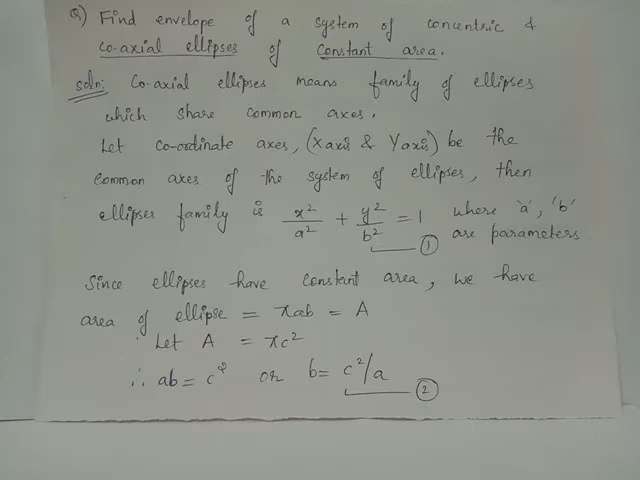 Q) Find envelope of a system of concentric &
co-axial ellipses of constant area.
soln: Co-axial ellipses means family of ellipses
which share common axes.
Let co-ordinate axes, (X axis & Y axis) be the
common axes of the system of ellipses, then
ellipses family is x²/a² + y²/b² = 1 where 'a', 'b' are parameters
①
Since ellipses have constant area, we have
area of ellipse = πab = A
Let A = πc²
∴ ab = c² or b = c²/a
②